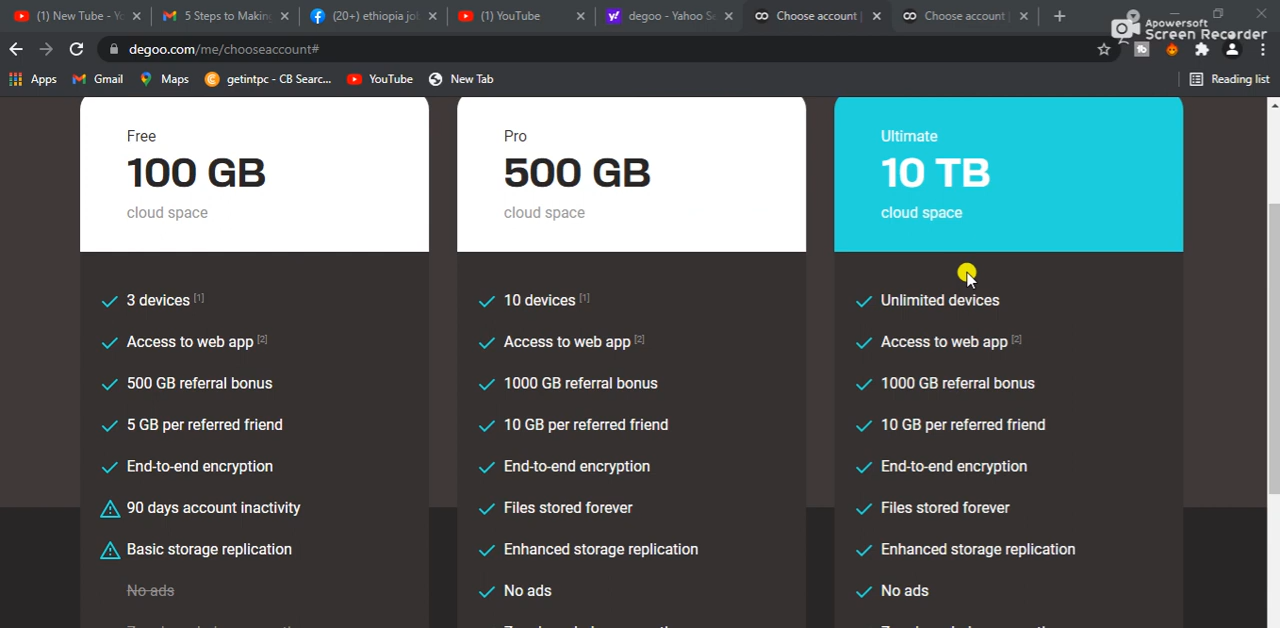 (1) New Tube - Yo
5 Steps to Makin
(20+) ethiopia jo
(1) YouTube
degoo - Yahoo Se
Choose account
Choose account
Apowersoft
Screen Recorder
degoo.com/me/chooseaccount#
Apps
Gmail
Maps
getintpc - CB Searc...
YouTube
New Tab
Reading list
Free
100 GB
cloud space
3 devices [1]
Access to web app [2]
500 GB referral bonus
5 GB per referred friend
End-to-end encryption
90 days account inactivity
Basic storage replication
No ads
Pro
500 GB
cloud space
10 devices [1]
Access to web app [2]
1000 GB referral bonus
10 GB per referred friend
End-to-end encryption
Files stored forever
Enhanced storage replication
No ads
Ultimate
10 TB
cloud space
Unlimited devices
Access to web app [2]
1000 GB referral bonus
10 GB per referred friend
End-to-end encryption
Files stored forever
Enhanced storage replication
No ads